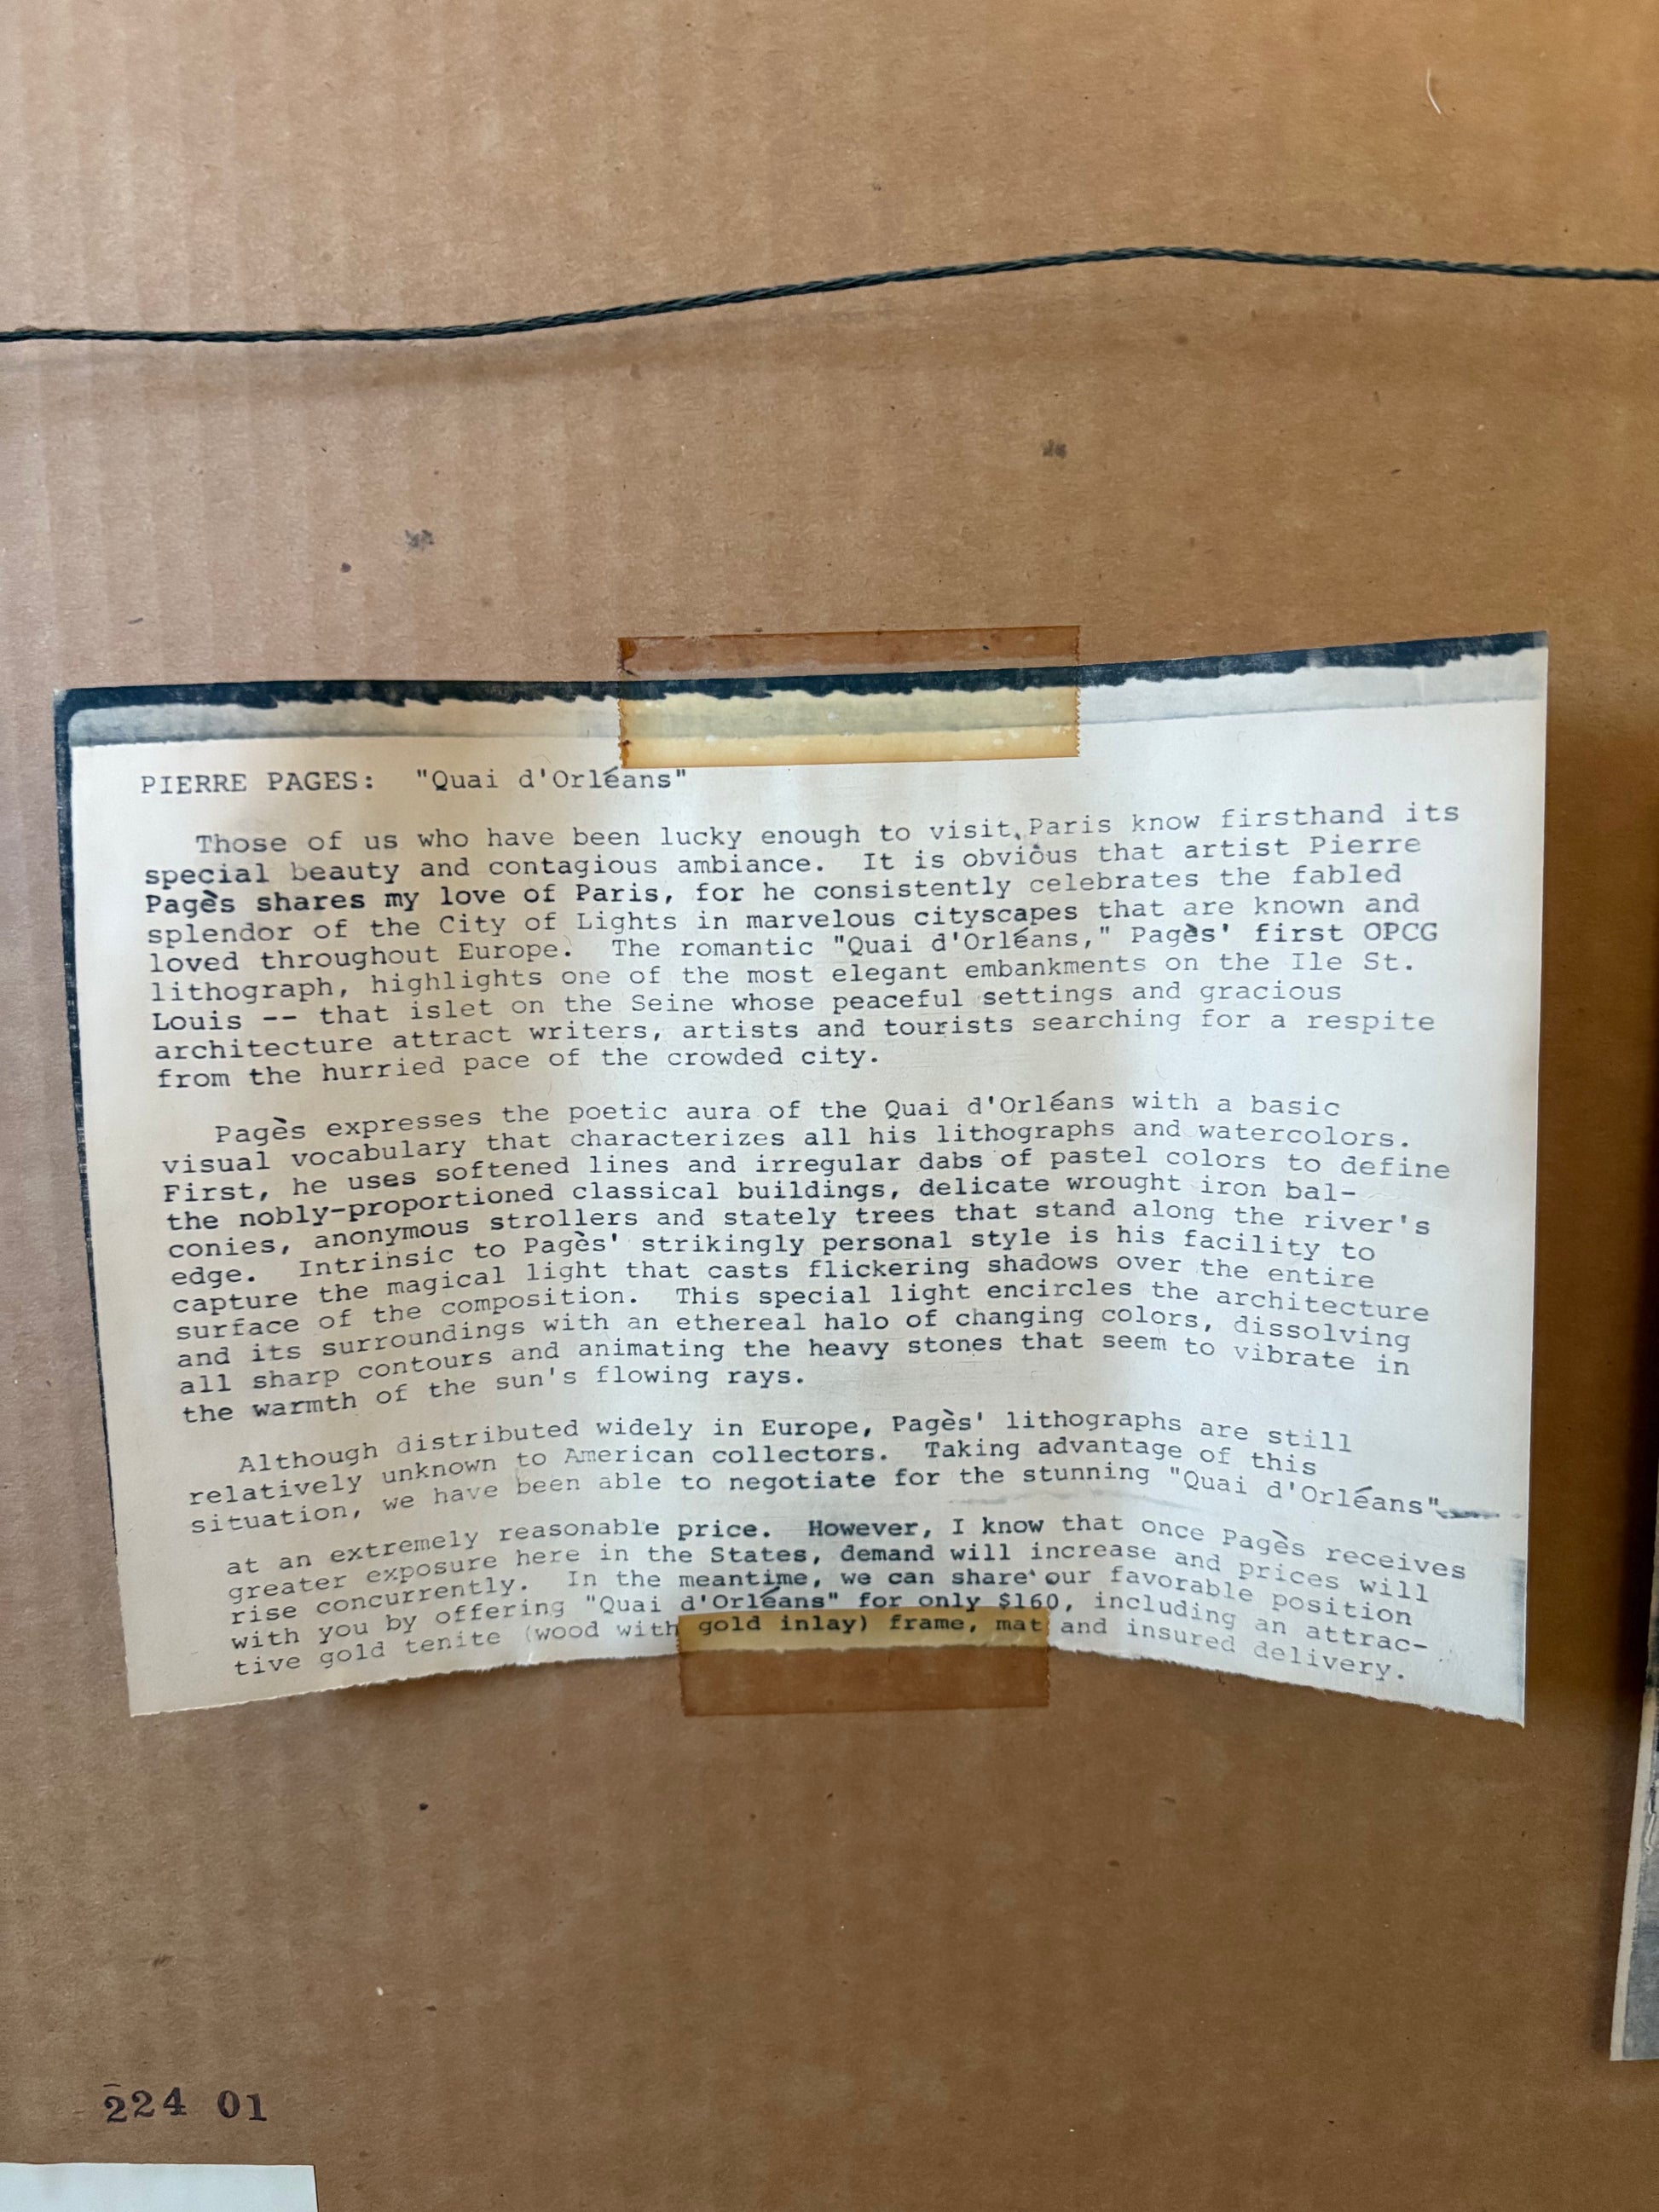 PIERRE PAGES: "Quai d'Orléans"
Those of us who have been lucky enough to visit Paris know firsthand its
special beauty and contagious ambiance. It is obvious that artist Pierre
Pagès shares my love of Paris, for he consistently celebrates the fabled
splendor of the City of Lights in marvelous cityscapes that are known and
loved throughout Europe. The romantic "Quai d'Orléans," Pagès' first OPCG
lithograph, highlights one of the most elegant embankments on the Ile St.
Louis -- that islet on the Seine whose peaceful settings and gracious
architecture attract writers, artists and tourists searching for a respite
from the hurried pace of the crowded city.
Pagès expresses the poetic aura of the Quai d'Orléans with a basic
visual vocabulary that characterizes all his lithographs and watercolors.
First, he uses softened lines and irregular dabs of pastel colors to define
the nobly-proportioned classical buildings, delicate wrought iron bal-
conies, anonymous strollers and stately trees that stand along the river's
edge. Intrinsic to Pagès' strikingly personal style is his facility to
capture the magical light that casts flickering shadows over the entire
surface of the composition. This special light encircles the architecture
and its surroundings with an ethereal halo of changing colors, dissolving
all sharp contours and animating the heavy stones that seem to vibrate in
the warmth of the sun's flowing rays.
Although distributed widely in Europe, Pagès' lithographs are still
relatively unknown to American collectors. Taking advantage of this
situation, we have been able to negotiate for the stunning "Quai d'Orléans"
at an extremely reasonable price. However, I know that once Pagès receives
greater exposure here in the States, demand will increase and prices will
rise concurrently. In the meantime, we can share our favorable position
with you by offering "Quai d'Orléans" for only $160, including an attrac-
tive gold tenite (wood with gold inlay) frame, mat and insured delivery.
224 01